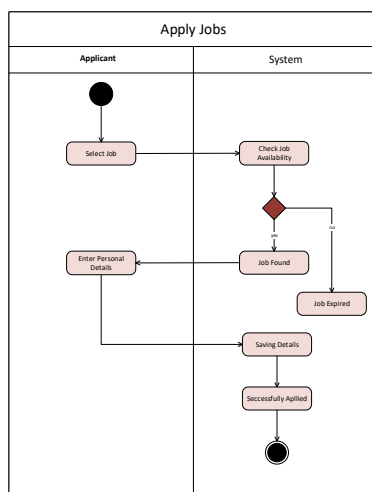 Apply Jobs
Applicant
System
Select Job
Check Job
Availability
no
yes
Enter Personal
Details
Job Found
Job Expired
Saving Details
Seccessfully Apllied